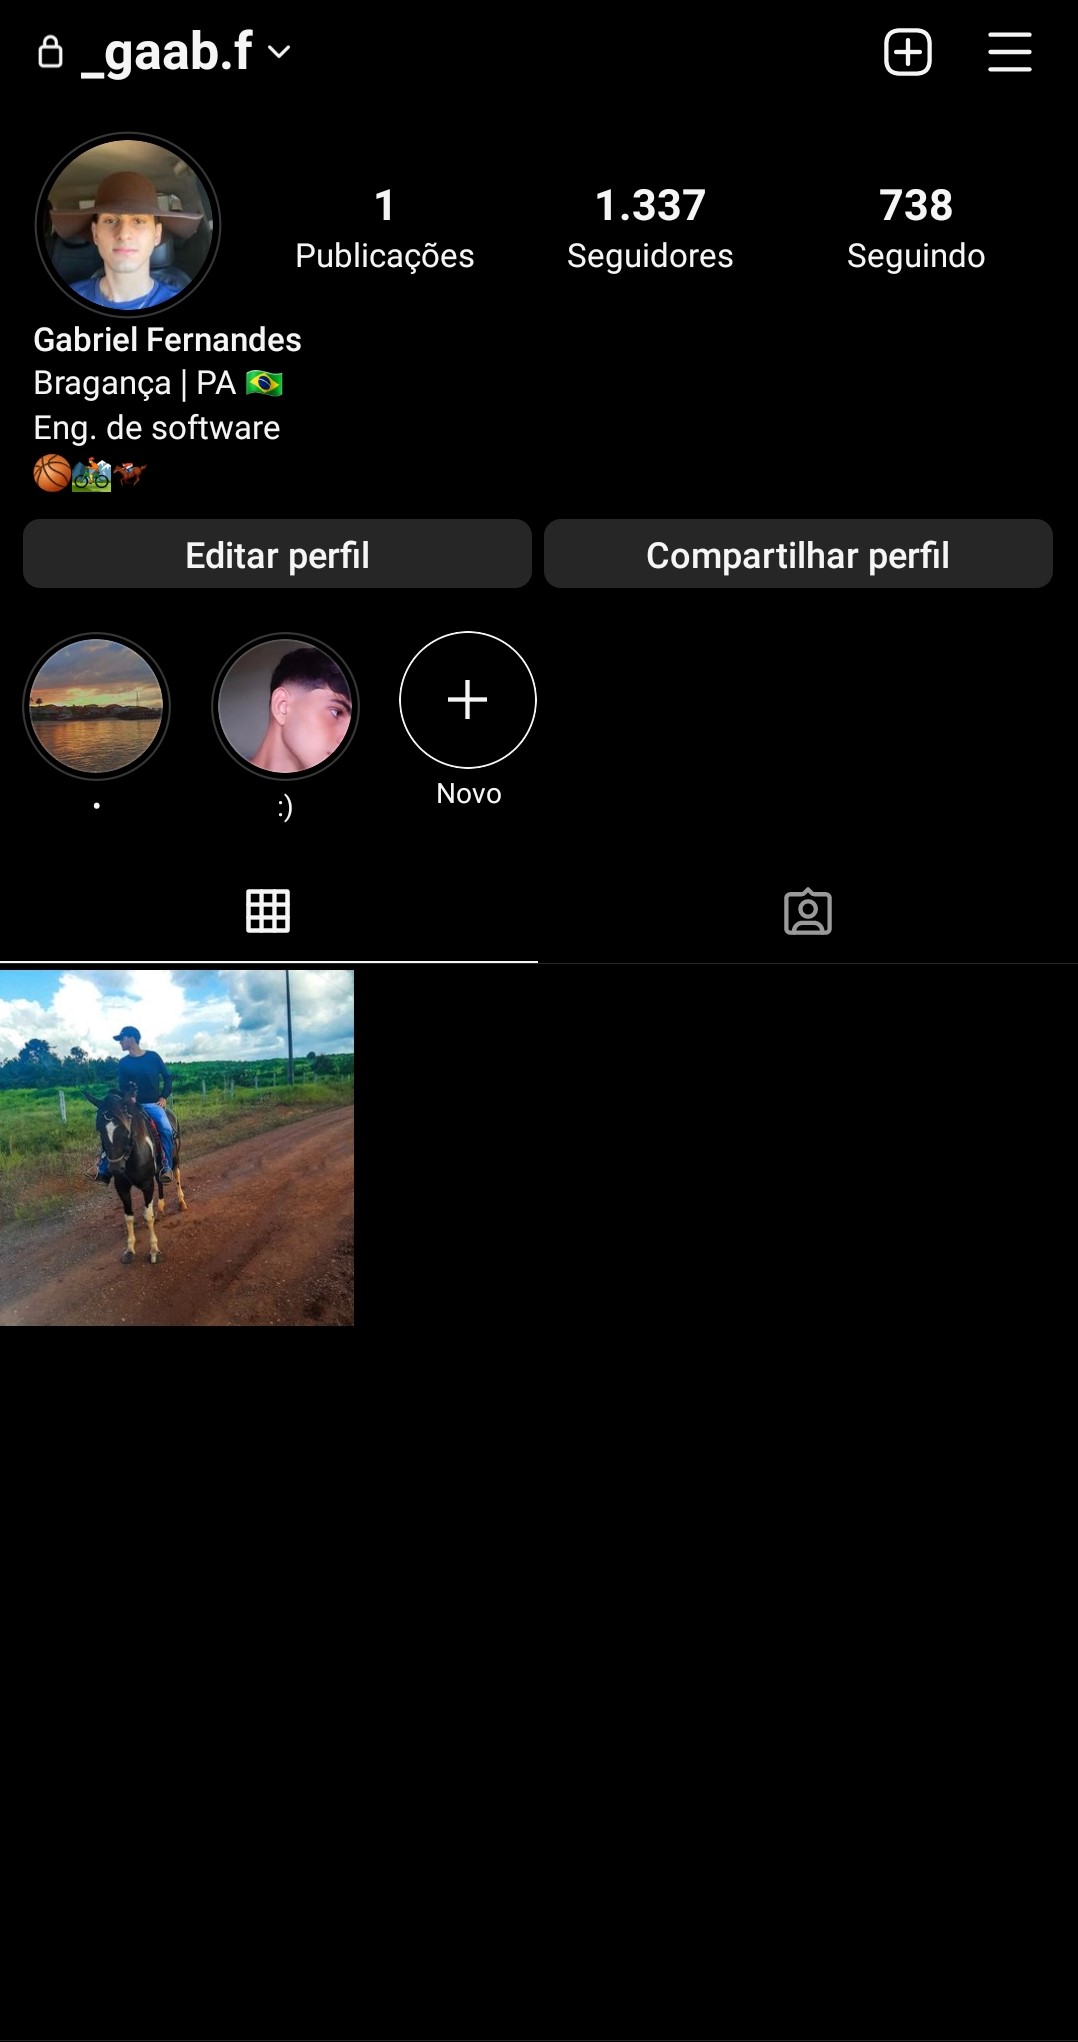 _gaab.f
1
Publicações
1.337
Seguidores
738
Seguindo
Gabriel Fernandes
Bragança | PA 🇧🇷
Eng. de software
🏀🚵🏇
Editar perfil
Compartilhar perfil
•
:)
Novo